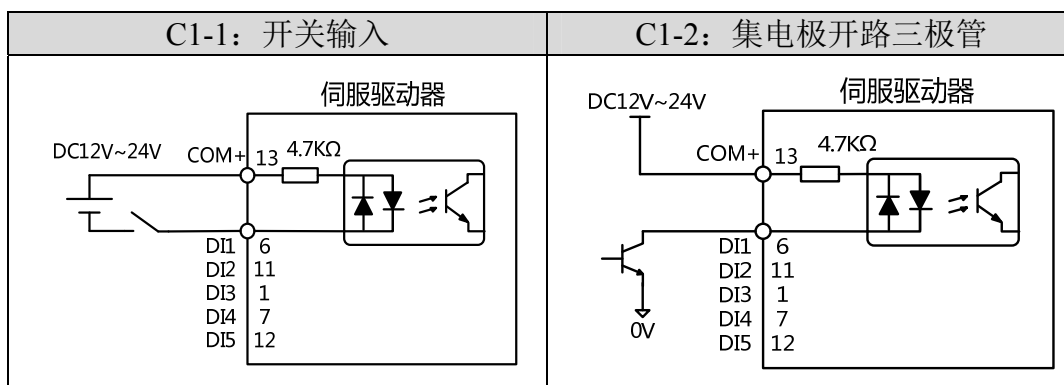 C1-1：开关输入
C1-2：集电极开路三极管
伺服驱动器
DC12V~24V
COM+
13
4.7KΩ
DI1 6
DI2 11
DI3 1
DI4 7
DI5 12
伺服驱动器
DC12V~24V
COM+
13
4.7KΩ
DI1 6
DI2 11
DI3 1
DI4 7
DI5 12
0V